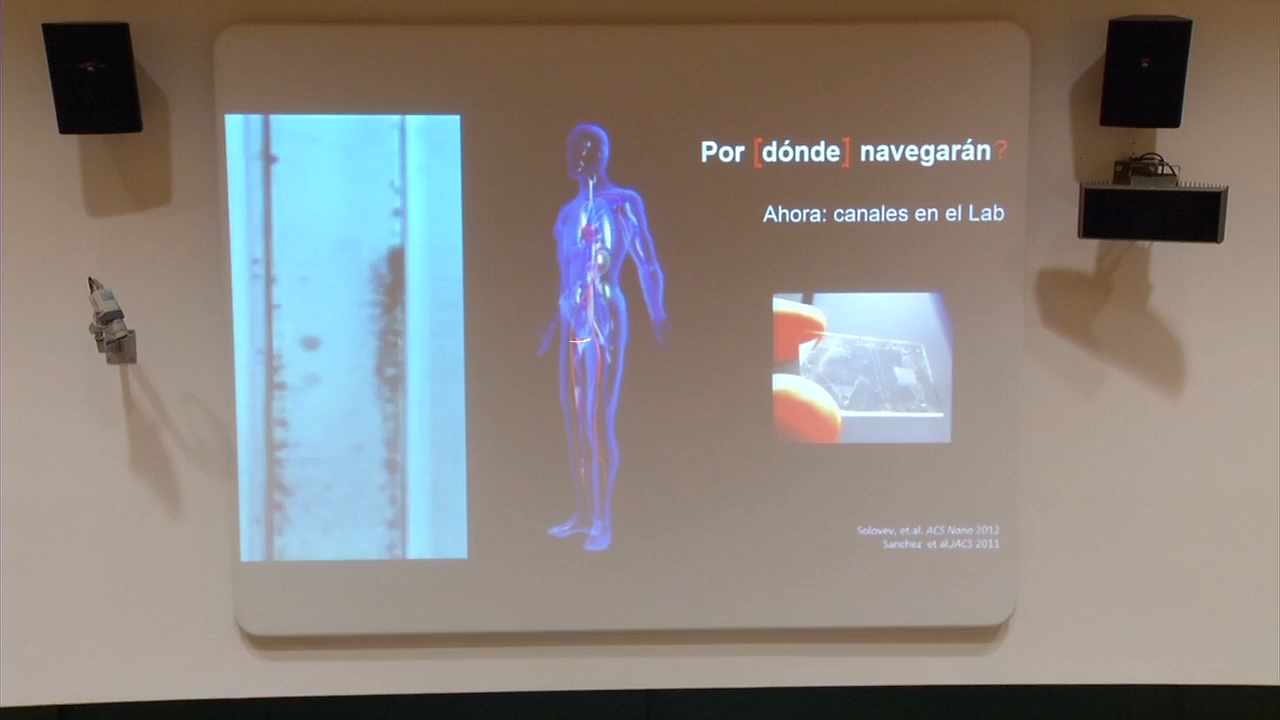 Por [dónde] navegarán?
Ahora: canales en el Lab
Solovev, et.al. ACS Nano 2012
Sanchez et al.JACS 2011